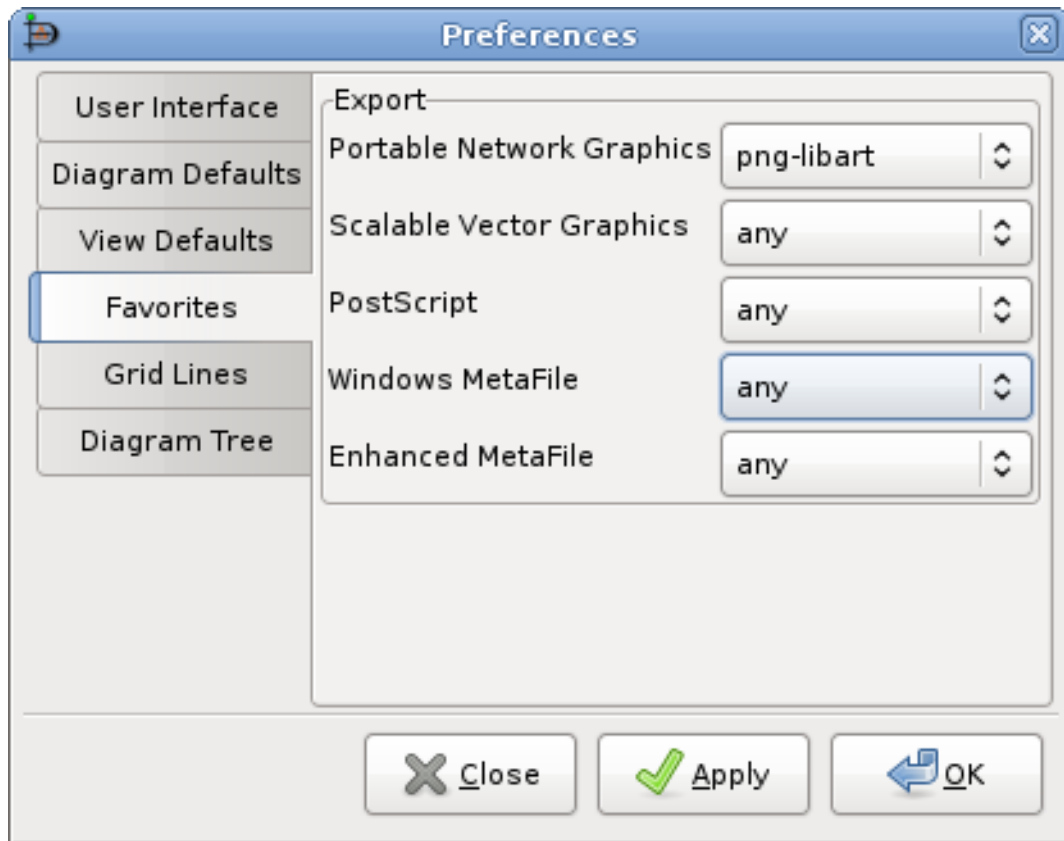 Preferences
User Interface
Diagram Defaults
View Defaults
Favorites
Grid Lines
Diagram Tree
Export
Portable Network Graphics png-libart
Scalable Vector Graphics any
PostScript any
Windows MetaFile any
Enhanced MetaFile any
Close Apply OK